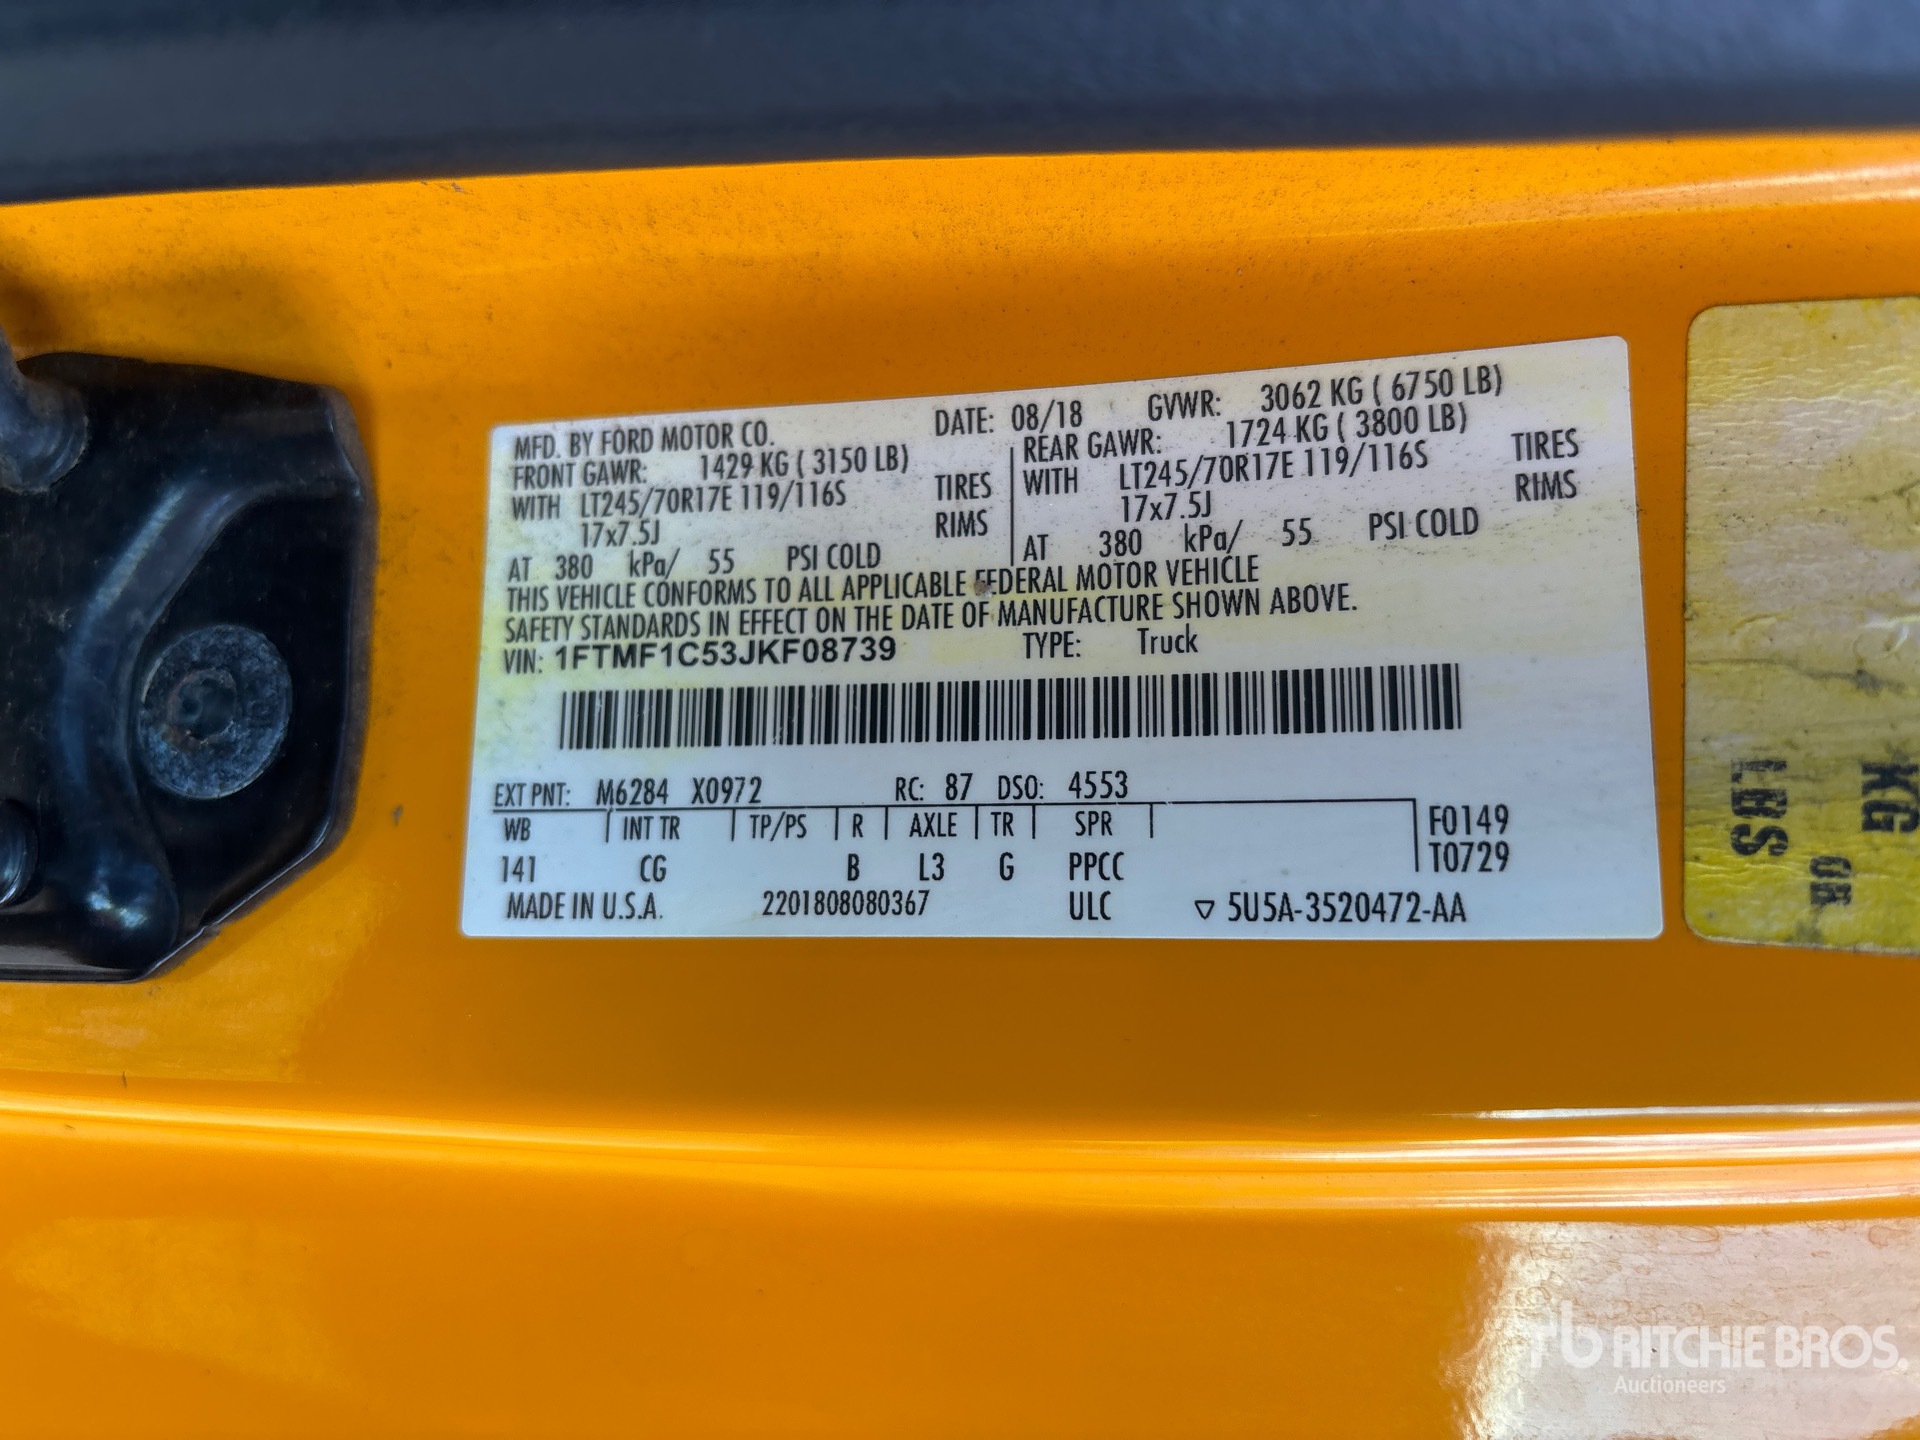 MFD. BY FORD MOTOR CO. DATE: 08/18 GVWR: 3062 KG ( 6750 LB)
FRONT GAWR: 1429 KG ( 3150 LB)
WITH LT245/70R17E 119/116S TIRES
17x7.5J RIMS
AT 380 kPa/ 55 PSI COLD
REAR GAWR: 1724 KG ( 3800 LB)
WITH LT245/70R17E 119/116S TIRES
17x7.5J RIMS
AT 380 kPa/ 55 PSI COLD
THIS VEHICLE CONFORMS TO ALL APPLICABLE FEDERAL MOTOR VEHICLE
SAFETY STANDARDS IN EFFECT ON THE DATE OF MANUFACTURE SHOWN ABOVE.
VIN: 1FTMF1C53JKF08739 TYPE: Truck
EXT PNT: M6284 X0972 RC: 87 DSO: 4553
WB INT TR TP/PS R AXLE TR SPR F0149
141 CG B L3 G PPCC T0729
MADE IN U.S.A. 2201808080367 ULC ▽ 5U5A-3520472-AA
KG OR
LBS
rb RITCHIE BROS.
Auctioneers